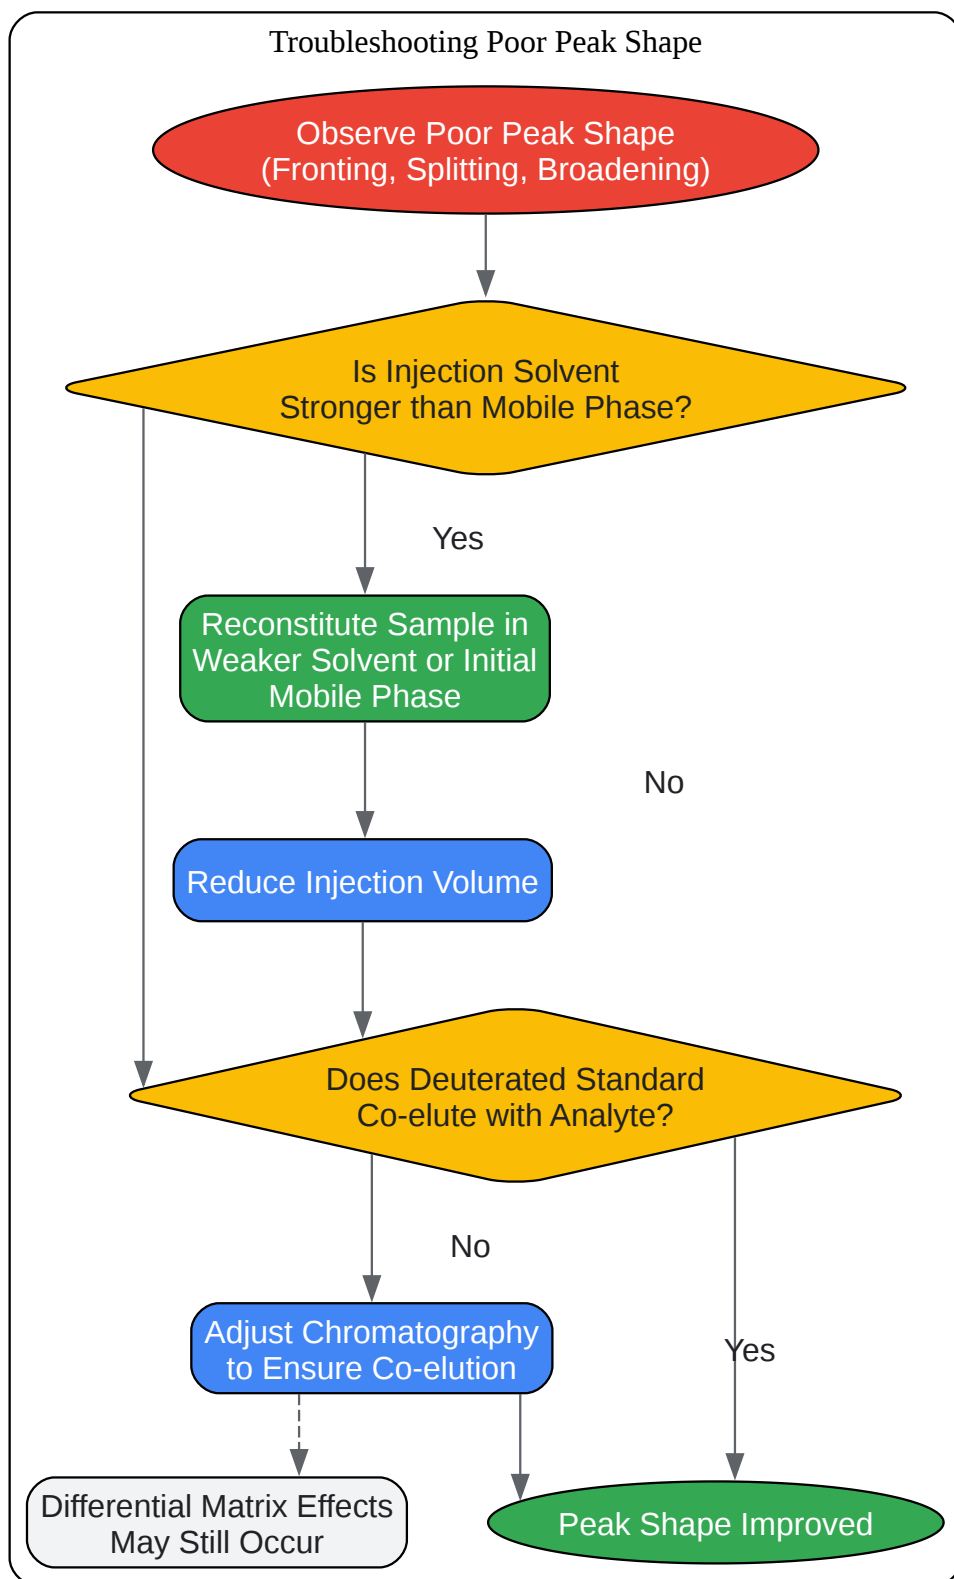 Troubleshooting Poor Peak Shape
Observe Poor Peak Shape
(Fronting, Splitting, Broadening)
Is Injection Solvent
Stronger than Mobile Phase?
Yes
Reconstitute Sample in
Weaker Solvent or Initial
Mobile Phase
No
Reduce Injection Volume
Does Deuterated Standard
Co-elute with Analyte?
No
Adjust Chromatography
to Ensure Co-elution
Yes
Differential Matrix Effects
May Still Occur
Peak Shape Improved